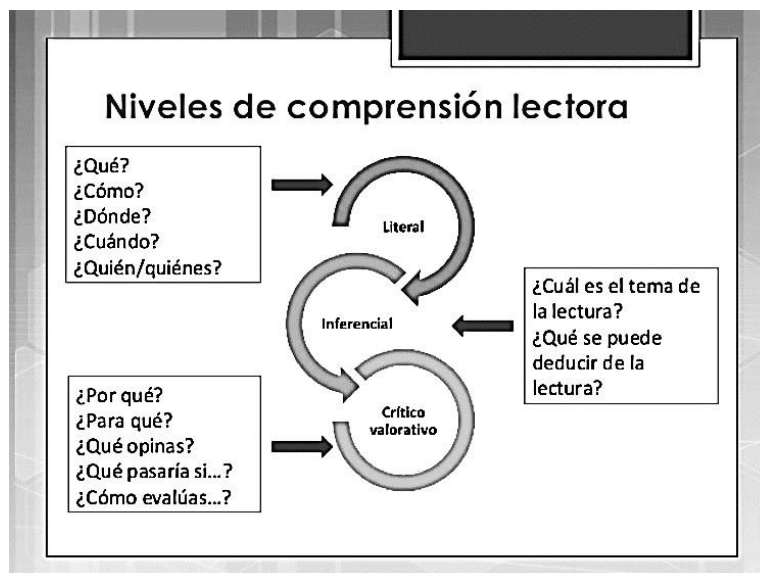 Niveles de comprensión lectora
¿Qué?
¿Cómo?
¿Dónde?
¿Cuándo?
¿Quién/quiénes?
Literal
Inferencial
¿Cuál es el tema de
la lectura?
¿Qué se puede
deducir de la
lectura?
¿Por qué?
¿Para qué?
¿Qué opinas?
¿Qué pasaría si...?
¿Cómo evalúas...?
Crítico
valorativo